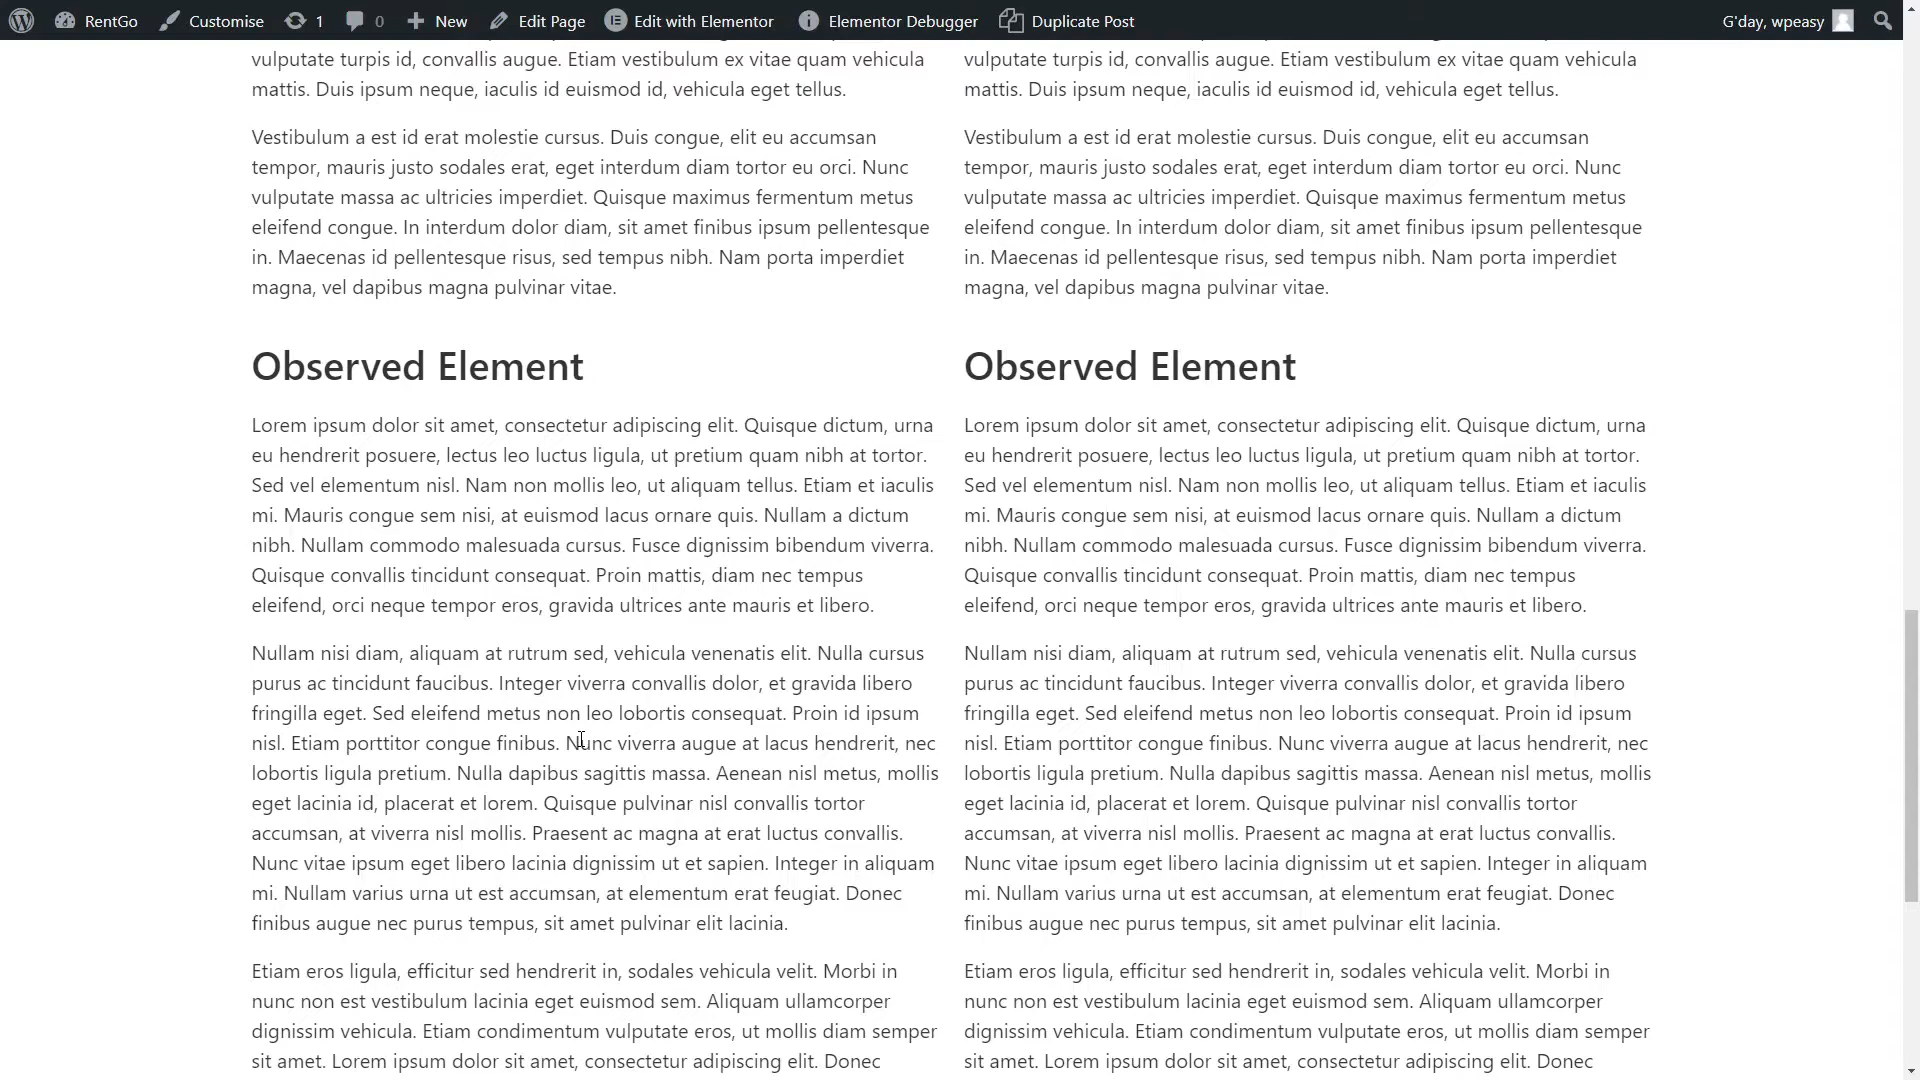 RentGo Customise 1 0 New Edit Page Edit with Elementor Elementor Debugger Duplicate Post G'day, wpeasy
vulputate turpis id, convallis augue. Etiam vestibulum ex vitae quam vehicula
mattis. Duis ipsum neque, iaculis id euismod id, vehicula eget tellus.
Vestibulum a est id erat molestie cursus. Duis congue, elit eu accumsan
tempor, mauris justo sodales erat, eget interdum diam tortor eu orci. Nunc
vulputate massa ac ultricies imperdiet. Quisque maximus fermentum metus
eleifend congue. In interdum dolor diam, sit amet finibus ipsum pellentesque
in. Maecenas id pellentesque risus, sed tempus nibh. Nam porta imperdiet
magna, vel dapibus magna pulvinar vitae.
Observed Element
Lorem ipsum dolor sit amet, consectetur adipiscing elit. Quisque dictum, urna
eu hendrerit posuere, lectus leo luctus ligula, ut pretium quam nibh at tortor.
Sed vel elementum nisl. Nam non mollis leo, ut aliquam tellus. Etiam et iaculis
mi. Mauris congue sem nisi, at euismod lacus ornare quis. Nullam a dictum
nibh. Nullam commodo malesuada cursus. Fusce dignissim bibendum viverra.
Quisque convallis tincidunt consequat. Proin mattis, diam nec tempus
eleifend, orci neque tempor eros, gravida ultrices ante mauris et libero.
Nullam nisi diam, aliquam at rutrum sed, vehicula venenatis elit. Nulla cursus
purus ac tincidunt faucibus. Integer viverra convallis dolor, et gravida libero
fringilla eget. Sed eleifend metus non leo lobortis consequat. Proin id ipsum
nisl. Etiam porttitor congue finibus. Nunc viverra augue at lacus hendrerit, nec
lobortis ligula pretium. Nulla dapibus sagittis massa. Aenean nisl metus, mollis
eget lacinia id, placerat et lorem. Quisque pulvinar nisl convallis tortor
accumsan, at viverra nisl mollis. Praesent ac magna at erat luctus convallis.
Nunc vitae ipsum eget libero lacinia dignissim ut et sapien. Integer in aliquam
mi. Nullam varius urna ut est accumsan, at elementum erat feugiat. Donec
finibus augue nec purus tempus, sit amet pulvinar elit lacinia.
Etiam eros ligula, efficitur sed hendrerit in, sodales vehicula velit. Morbi in
nunc non est vestibulum lacinia eget euismod sem. Aliquam ullamcorper
dignissim vehicula. Etiam condimentum vulputate eros, ut mollis diam semper
sit amet. Lorem ipsum dolor sit amet, consectetur adipiscing elit. Donec
vulputate turpis id, convallis augue. Etiam vestibulum ex vitae quam vehicula
mattis. Duis ipsum neque, iaculis id euismod id, vehicula eget tellus.
Vestibulum a est id erat molestie cursus. Duis congue, elit eu accumsan
tempor, mauris justo sodales erat, eget interdum diam tortor eu orci. Nunc
vulputate massa ac ultricies imperdiet. Quisque maximus fermentum metus
eleifend congue. In interdum dolor diam, sit amet finibus ipsum pellentesque
in. Maecenas id pellentesque risus, sed tempus nibh. Nam porta imperdiet
magna, vel dapibus magna pulvinar vitae.
Observed Element
Lorem ipsum dolor sit amet, consectetur adipiscing elit. Quisque dictum, urna
eu hendrerit posuere, lectus leo luctus ligula, ut pretium quam nibh at tortor.
Sed vel elementum nisl. Nam non mollis leo, ut aliquam tellus. Etiam et iaculis
mi. Mauris congue sem nisi, at euismod lacus ornare quis. Nullam a dictum
nibh. Nullam commodo malesuada cursus. Fusce dignissim bibendum viverra.
Quisque convallis tincidunt consequat. Proin mattis, diam nec tempus
eleifend, orci neque tempor eros, gravida ultrices ante mauris et libero.
Nullam nisi diam, aliquam at rutrum sed, vehicula venenatis elit. Nulla cursus
purus ac tincidunt faucibus. Integer viverra convallis dolor, et gravida libero
fringilla eget. Sed eleifend metus non leo lobortis consequat. Proin id ipsum
nisl. Etiam porttitor congue finibus. Nunc viverra augue at lacus hendrerit, nec
lobortis ligula pretium. Nulla dapibus sagittis massa. Aenean nisl metus, mollis
eget lacinia id, placerat et lorem. Quisque pulvinar nisl convallis tortor
accumsan, at viverra nisl mollis. Praesent ac magna at erat luctus convallis.
Nunc vitae ipsum eget libero lacinia dignissim ut et sapien. Integer in aliquam
mi. Nullam varius urna ut est accumsan, at elementum erat feugiat. Donec
finibus augue nec purus tempus, sit amet pulvinar elit lacinia.
Etiam eros ligula, efficitur sed hendrerit in, sodales vehicula velit. Morbi in
nunc non est vestibulum lacinia eget euismod sem. Aliquam ullamcorper
dignissim vehicula. Etiam condimentum vulputate eros, ut mollis diam semper
sit amet. Lorem ipsum dolor sit amet, consectetur adipiscing elit. Donec